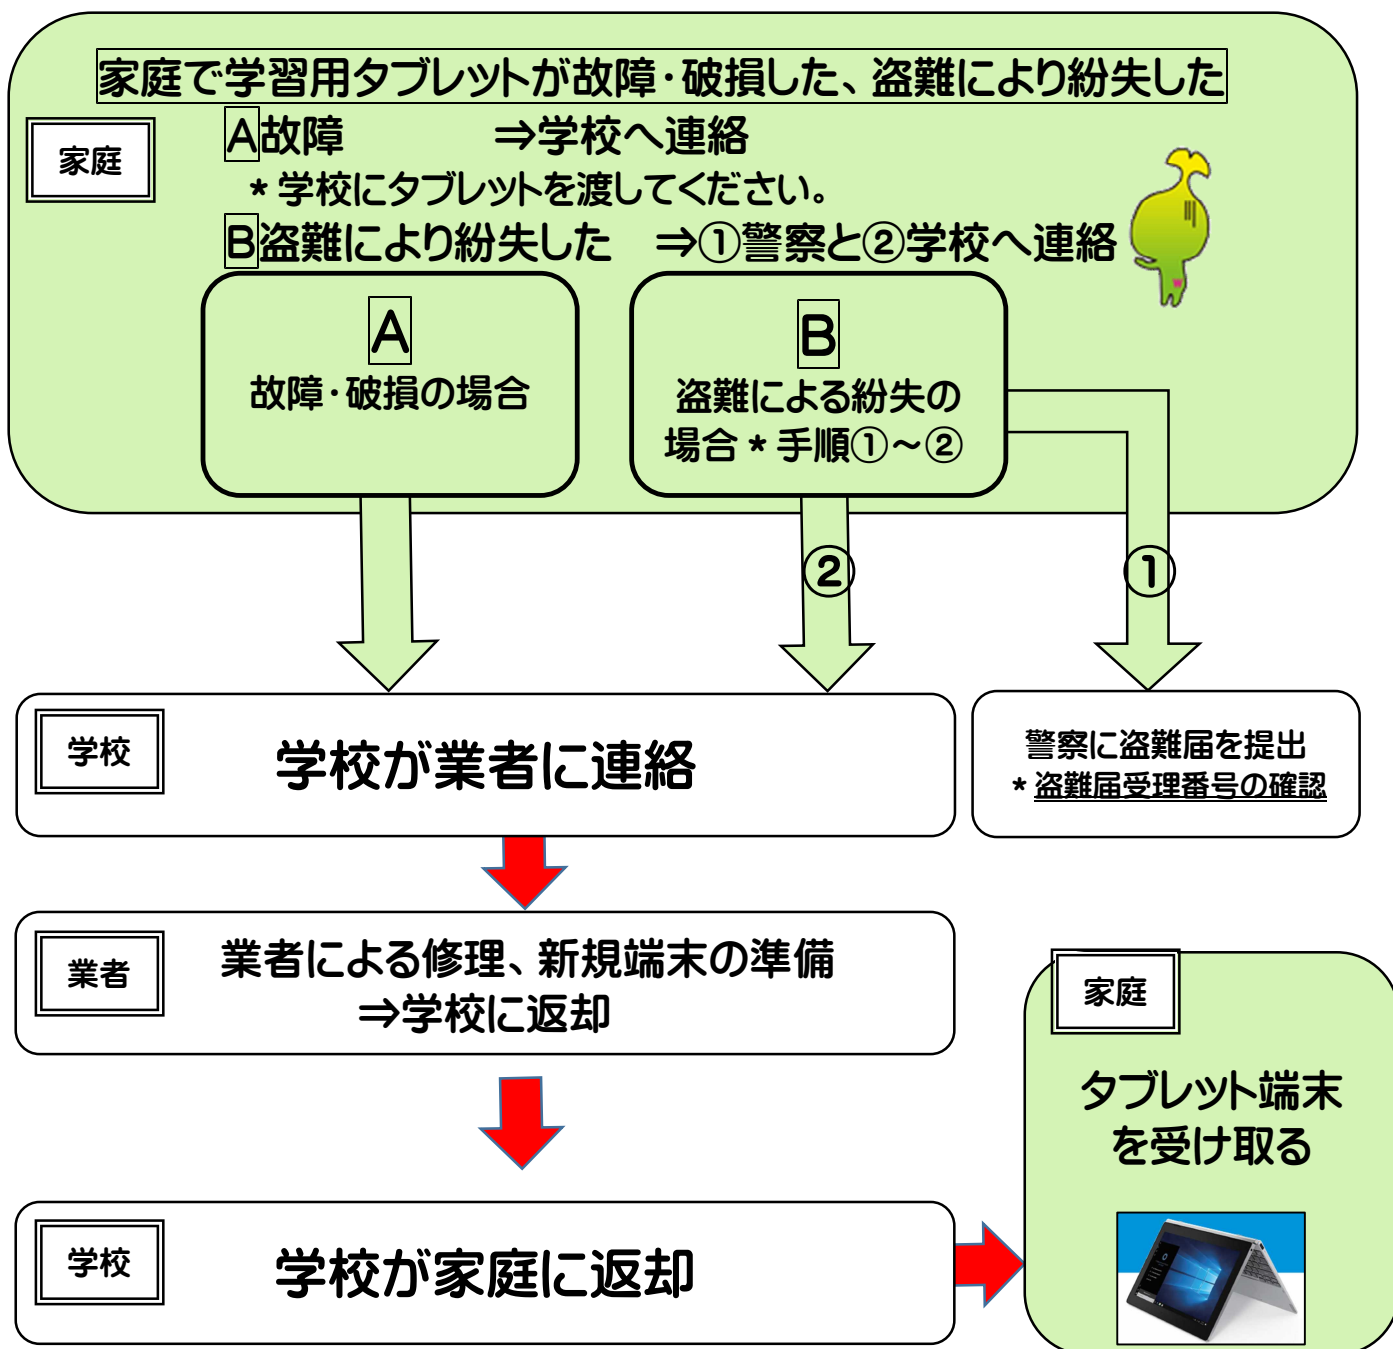 家庭で学習用タブレットが故障・破損した、盗難により紛失した
家庭
A故障　⇒学校へ連絡
＊学校にタブレットを渡してください。
B盗難により紛失した　⇒①警察と②学校へ連絡
A
故障・破損の場合
B
盗難による紛失の
場合＊手順①～②
②
①
学校
学校が業者に連絡
警察に盗難届を提出
＊盗難届受理番号の確認
業者
業者による修理、新規端末の準備
⇒学校に返却
家庭
タブレット端末
を受け取る
学校
学校が家庭に返却